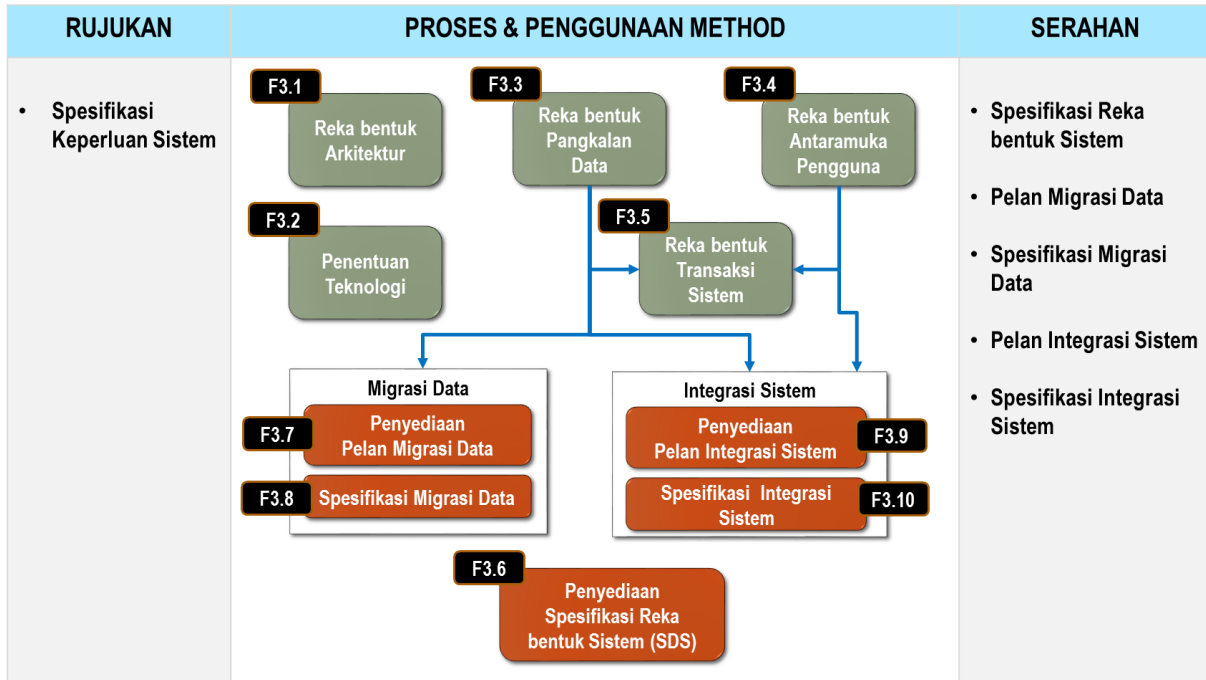 RUJUKAN
PROSES & PENGGUNAAN METHOD
SERAHAN
• Spesifikasi
Keperluan Sistem
F3.1
Reka bentuk
Arkitektur
F3.3
Reka bentuk
Pangkalan
Data
F3.4
Reka bentuk
Antaramuka
Pengguna
F3.2
Penentuan
Teknologi
F3.5
Reka bentuk
Transaksi
Sistem
Migrasi Data
F3.7
Penyediaan
Pelan Migrasi Data
F3.8
Spesifikasi Migrasi Data
Integrasi Sistem
Penyediaan
Pelan Integrasi Sistem
F3.9
Spesifikasi Integrasi
Sistem
F3.10
F3.6
Penyediaan
Spesifikasi Reka
bentuk Sistem (SDS)
• Spesifikasi Reka
bentuk Sistem
• Pelan Migrasi Data
• Spesifikasi Migrasi
Data
• Pelan Integrasi Sistem
• Spesifikasi Integrasi
Sistem